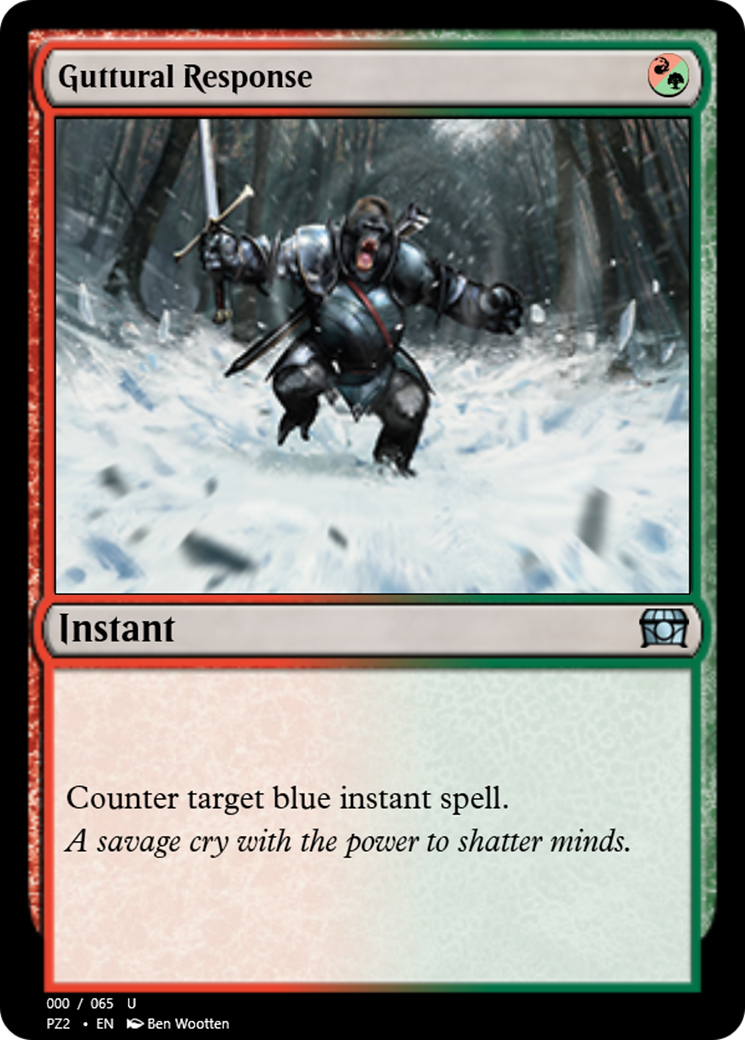 Guttural Response
Instant
Counter target blue instant spell.
A savage cry with the power to shatter minds.
000 / 065 U
PZ2 • EN Ben Wootten